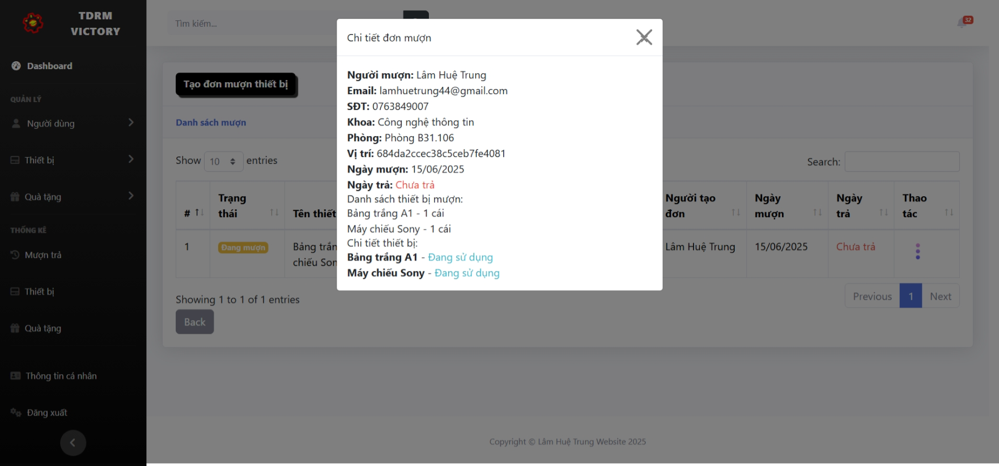 TDRM
VICTORY
Dashboard
QUẢN LÝ
Người dùng
Thiết bị
Quà tặng
THỐNG KÊ
Mượn trả
Thiết bị
Quà tặng
Thông tin cá nhân
Đăng xuất
Tìm kiếm...
32
Tạo đơn mượn thiết bị
Danh sách mượn
Show 10 entries
Search:
# Trạng thái Tên thiết Người tạo đơn Ngày mượn Ngày trả Thao tác
1 Đang mượn Bảng Lâm Huệ Trung 15/06/2025 Chưa trả
chiếu
Showing 1 to 1 of 1 entries
Previous 1 Next
Back
Chi tiết đơn mượn
Người mượn: Lâm Huệ Trung
Email: lamhuetrung44@gmail.com
SĐT: 0763849007
Khoa: Công nghệ thông tin
Phòng: Phòng B31.106
Vị trí: 684da2ccec38c5ceb7fe4081
Ngày mượn: 15/06/2025
Ngày trả: Chưa trả
Danh sách thiết bị mượn:
Bảng trắng A1 - 1 cái
Máy chiếu Sony - 1 cái
Chi tiết thiết bị:
Bảng trắng A1 - Đang sử dụng
Máy chiếu Sony - Đang sử dụng
Copyright © Lâm Huệ Trung Website 2025